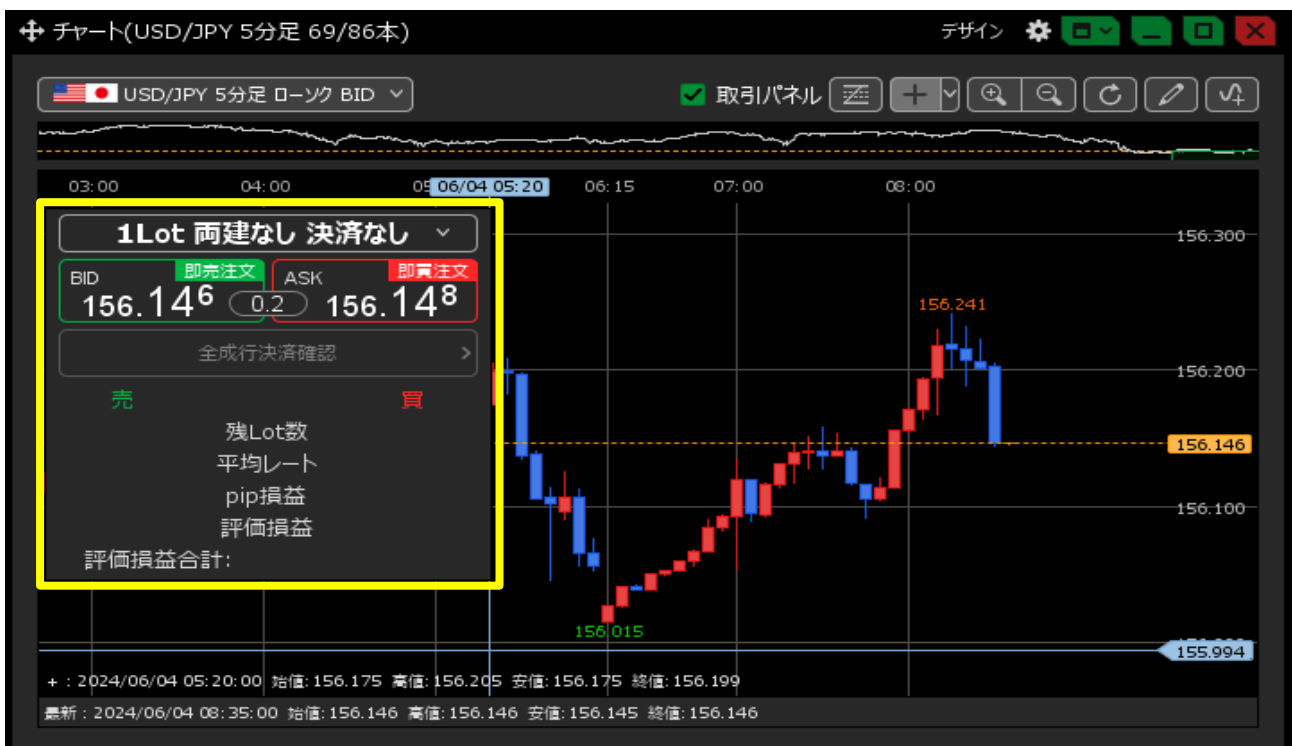 チャート(USD/JPY 5分足 69/86本) デザイン
USD/JPY 5分足 ローソク BID 取引パネル
03:00 04:00 05 06/04 05:20 06:15 07:00 08:00
1Lot 両建なし 決済なし
BID 即売注文 ASK 即買注文
156.146 0.2 156.148
全成行決済確認
売 買
残Lot数
平均レート
pip損益
評価損益
評価損益合計:
156.300
156.241
156.200
156.146
156.100
156.015
155.994
+ : 2024/06/04 05:20:00 始値:156.175 高値:156.205 安値:156.175 終値:156.199
最新 : 2024/06/04 08:35:00 始値:156.146 高値:156.146 安値:156.145 終値:156.146